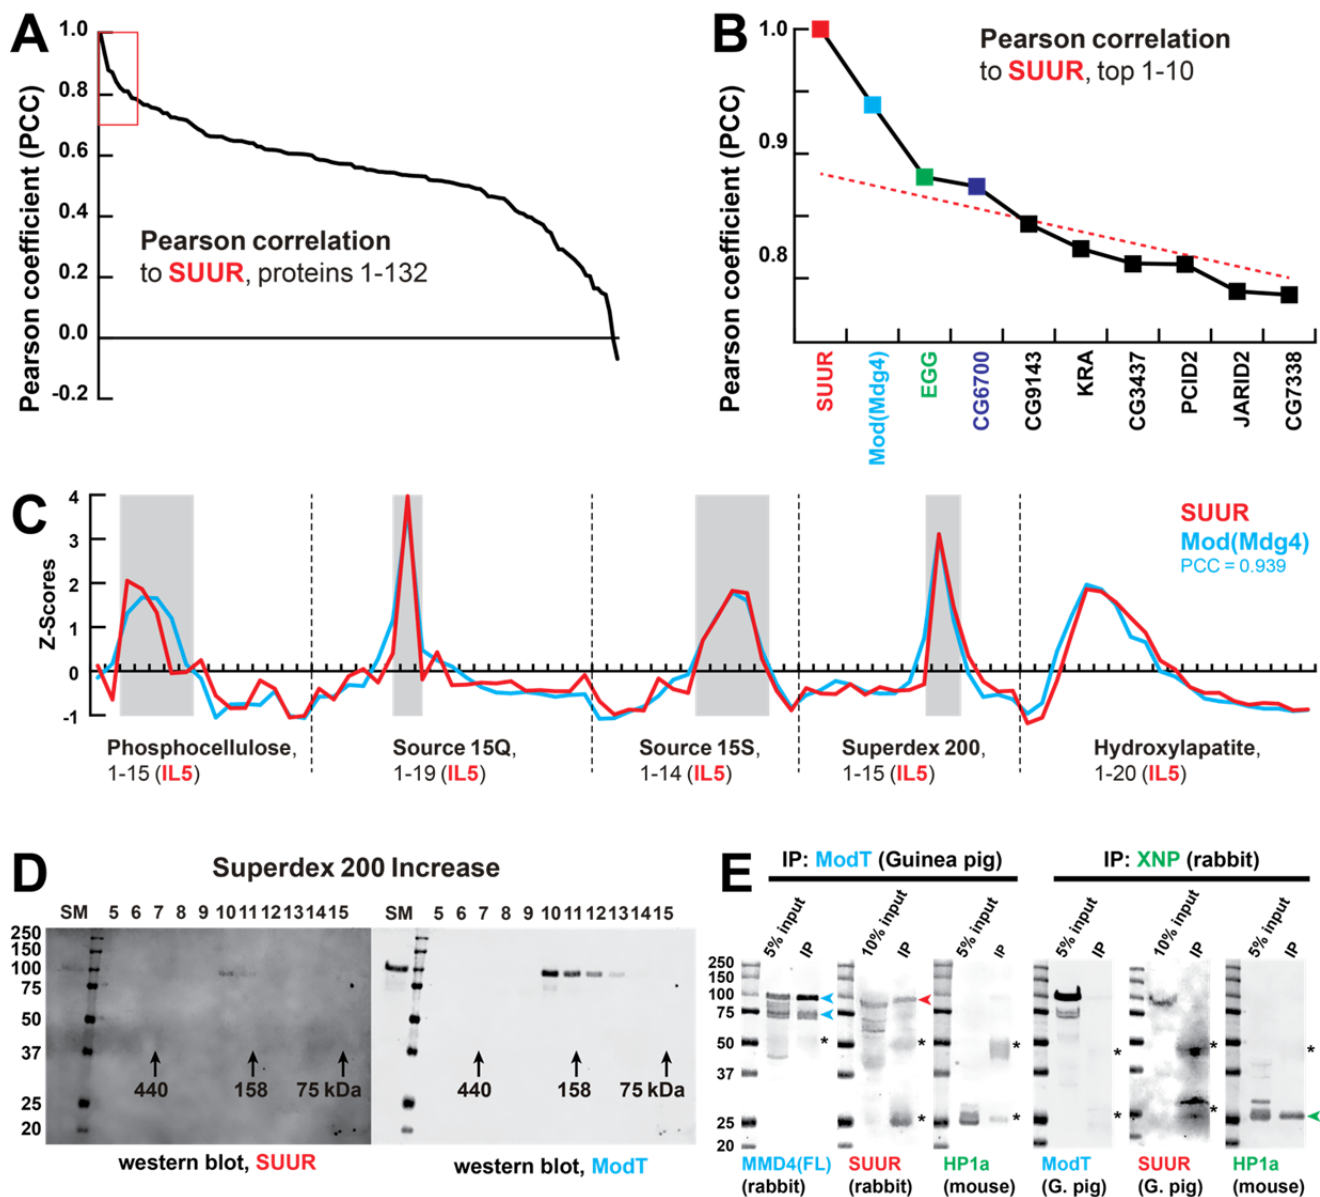 A
Pearson coefficient (PCC)
1.0
0.8
0.6
0.4
0.2
0.0
-0.2
Pearson correlation
to SUUR, proteins 1-132
B
Pearson coefficient (PCC)
1.0
0.9
0.8
Pearson correlation
to SUUR, top 1-10
SUUR
Mod(Mdg4)
EGG
CG6700
CG9143
KRA
CG3437
PCID2
JARID2
CG7338
C
Z-Scores
4
3
2
1
0
-1
SUUR
Mod(Mdg4)
PCC = 0.939
Phosphocellulose,
1-15 (IL5)
Source 15Q,
1-19 (IL5)
Source 15S,
1-14 (IL5)
Superdex 200,
1-15 (IL5)
Hydroxylapatite,
1-20 (IL5)
D
Superdex 200 Increase
SM 5 6 7 8 9 10 11 12 13 14 15
SM 5 6 7 8 9 10 11 12 13 14 15
250
150
100
75
50
37
25
20
440 158 75 kDa
440 158 75 kDa
western blot, SUUR
western blot, ModT
E
IP: ModT (Guinea pig)
IP: XNP (rabbit)
5% input
IP
10% input
IP
5% input
IP
5% input
IP
10% input
IP
5% input
IP
250
150
100
75
50
37
25
20
*
*
*
*
*
*
*
*
*
*
MMD4(FL)
(rabbit)
SUUR
(rabbit)
HP1a
(mouse)
ModT
(G. pig)
SUUR
(G. pig)
HP1a
(mouse)